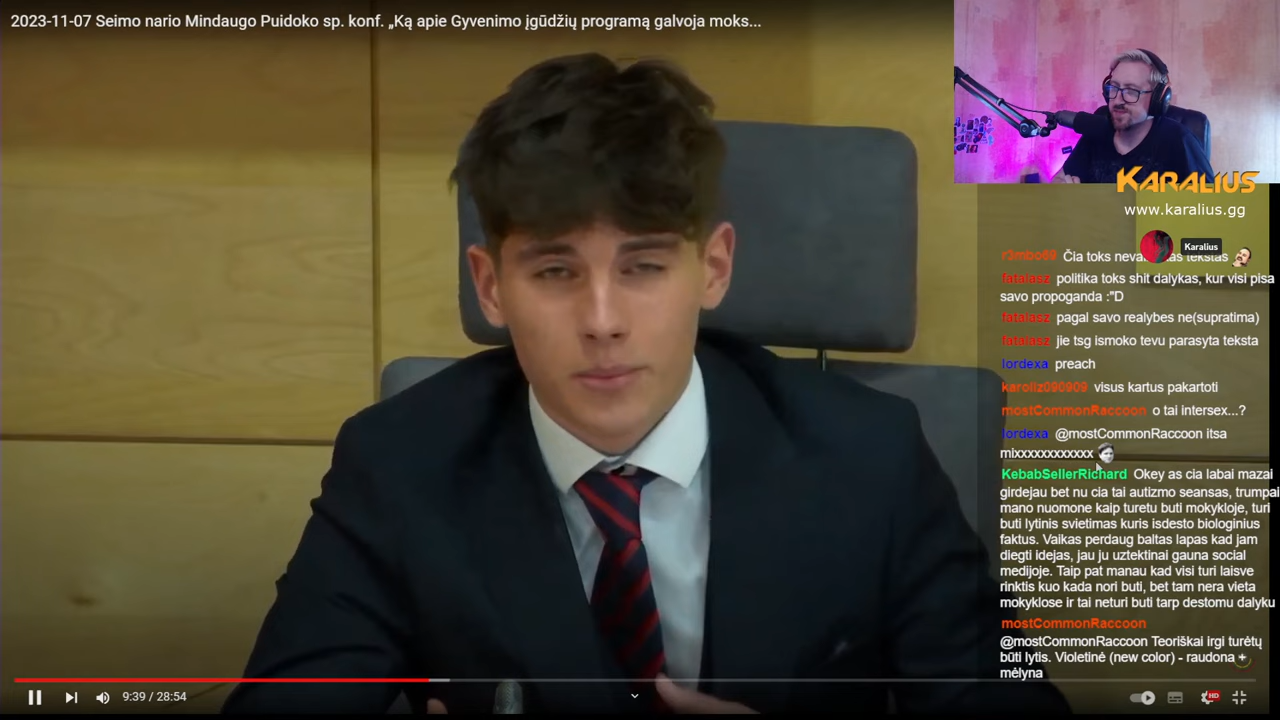 2023-11-07 Seimo nario Mindaugo Puidoko sp. konf. „Ką apie Gyvenimo įgūdžių programą galvoja moks...
KARALIUS
www.karalius.gg
Karalius
r3mbo69 Čia toks tekstas
fatalasz politika toks shit dalykas, kur visi pisa
savo propoganda :"D
fatalasz pagal savo realybes ne(supratima)
fatalasz jie tsg ismoko tevu parasyta teksta
lordexa preach
karoliz090909 visus kartus pakartoti
mostCommonRaccoon o tai intersex...?
lordexa @mostCommonRaccoon itsa
mixxxxxxxxxxxx
KebabSellerRichard Okey as cia labai mazai
girdejau bet nu cia tai autizmo seansas, trumpai
mano nuomone kaip turetu buti mokykloje, turi
buti lytinis svietimas kuris isdesto biologinius
faktus. Vaikas perdaug baltas lapas kad jam
diegti idejas, jau ju uztektinai gauna social
medijoje. Taip pat manau kad visi turi laisve
rinktis kuo kada nori buti, bet tam nera vieta
mokyklose ir tai neturi buti tarp destomu dalyku
mostCommonRaccoon
@mostCommonRaccoon Teoriškai irgi turėtų
būti lytis. Violetinė (new color) - raudona +
mėlyna
9:39 / 28:54
HD